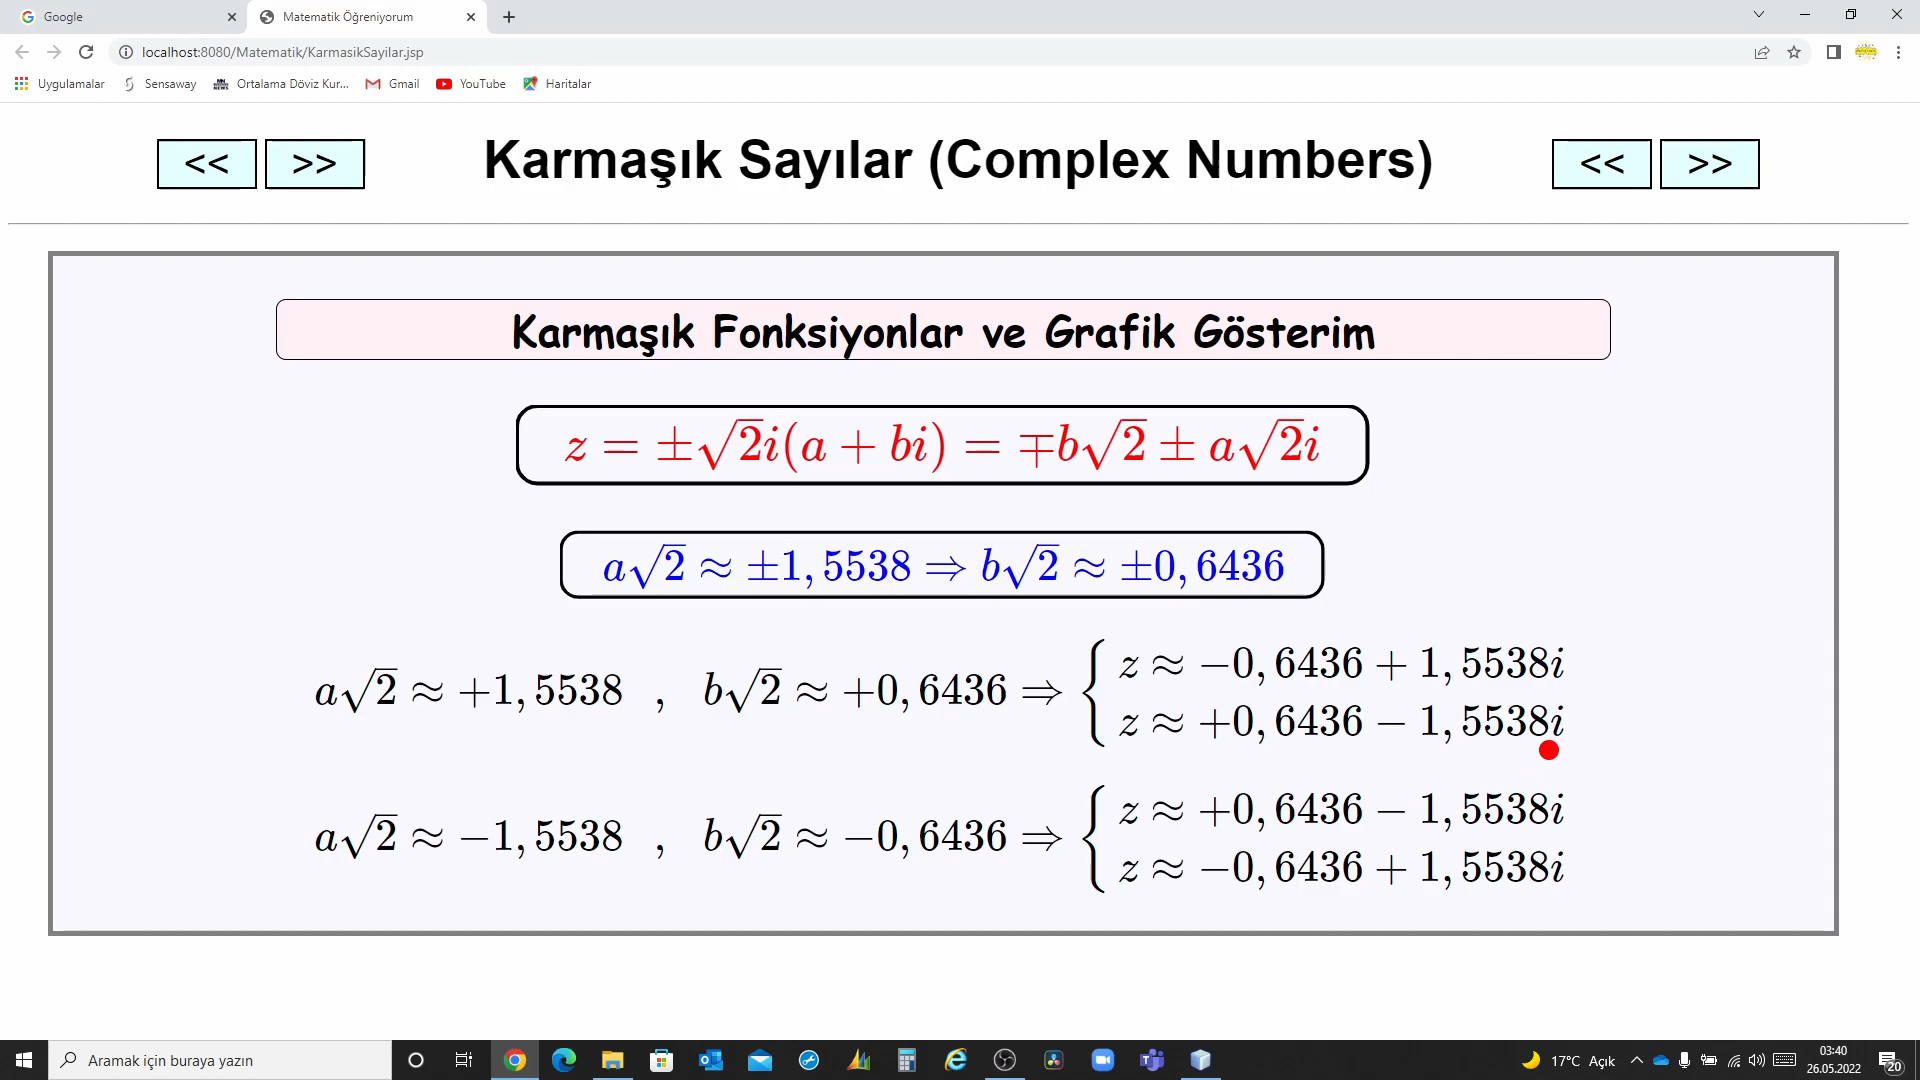 Google
Matematik Öğreniyorum
localhost:8080/Matematik/KarmasikSayilar.jsp
Uygulamalar Sensaway Ortalama Döviz Kur... Gmail YouTube Haritalar
<< >> Karmaşık Sayılar (Complex Numbers) << >>
Karmaşık Fonksiyonlar ve Grafik Gösterim
z = ±√2i(a + bi) = ∓b√2 ± a√2i
a√2 ≈ ±1,5538 ⇒ b√2 ≈ ±0,6436
a√2 ≈ +1,5538 , b√2 ≈ +0,6436 ⇒
z ≈ −0,6436 + 1,5538i
z ≈ +0,6436 − 1,5538i
a√2 ≈ −1,5538 , b√2 ≈ −0,6436 ⇒
z ≈ +0,6436 − 1,5538i
z ≈ −0,6436 + 1,5538i
Aramak için buraya yazın
17°C Açık
03:40
26.05.2022
20